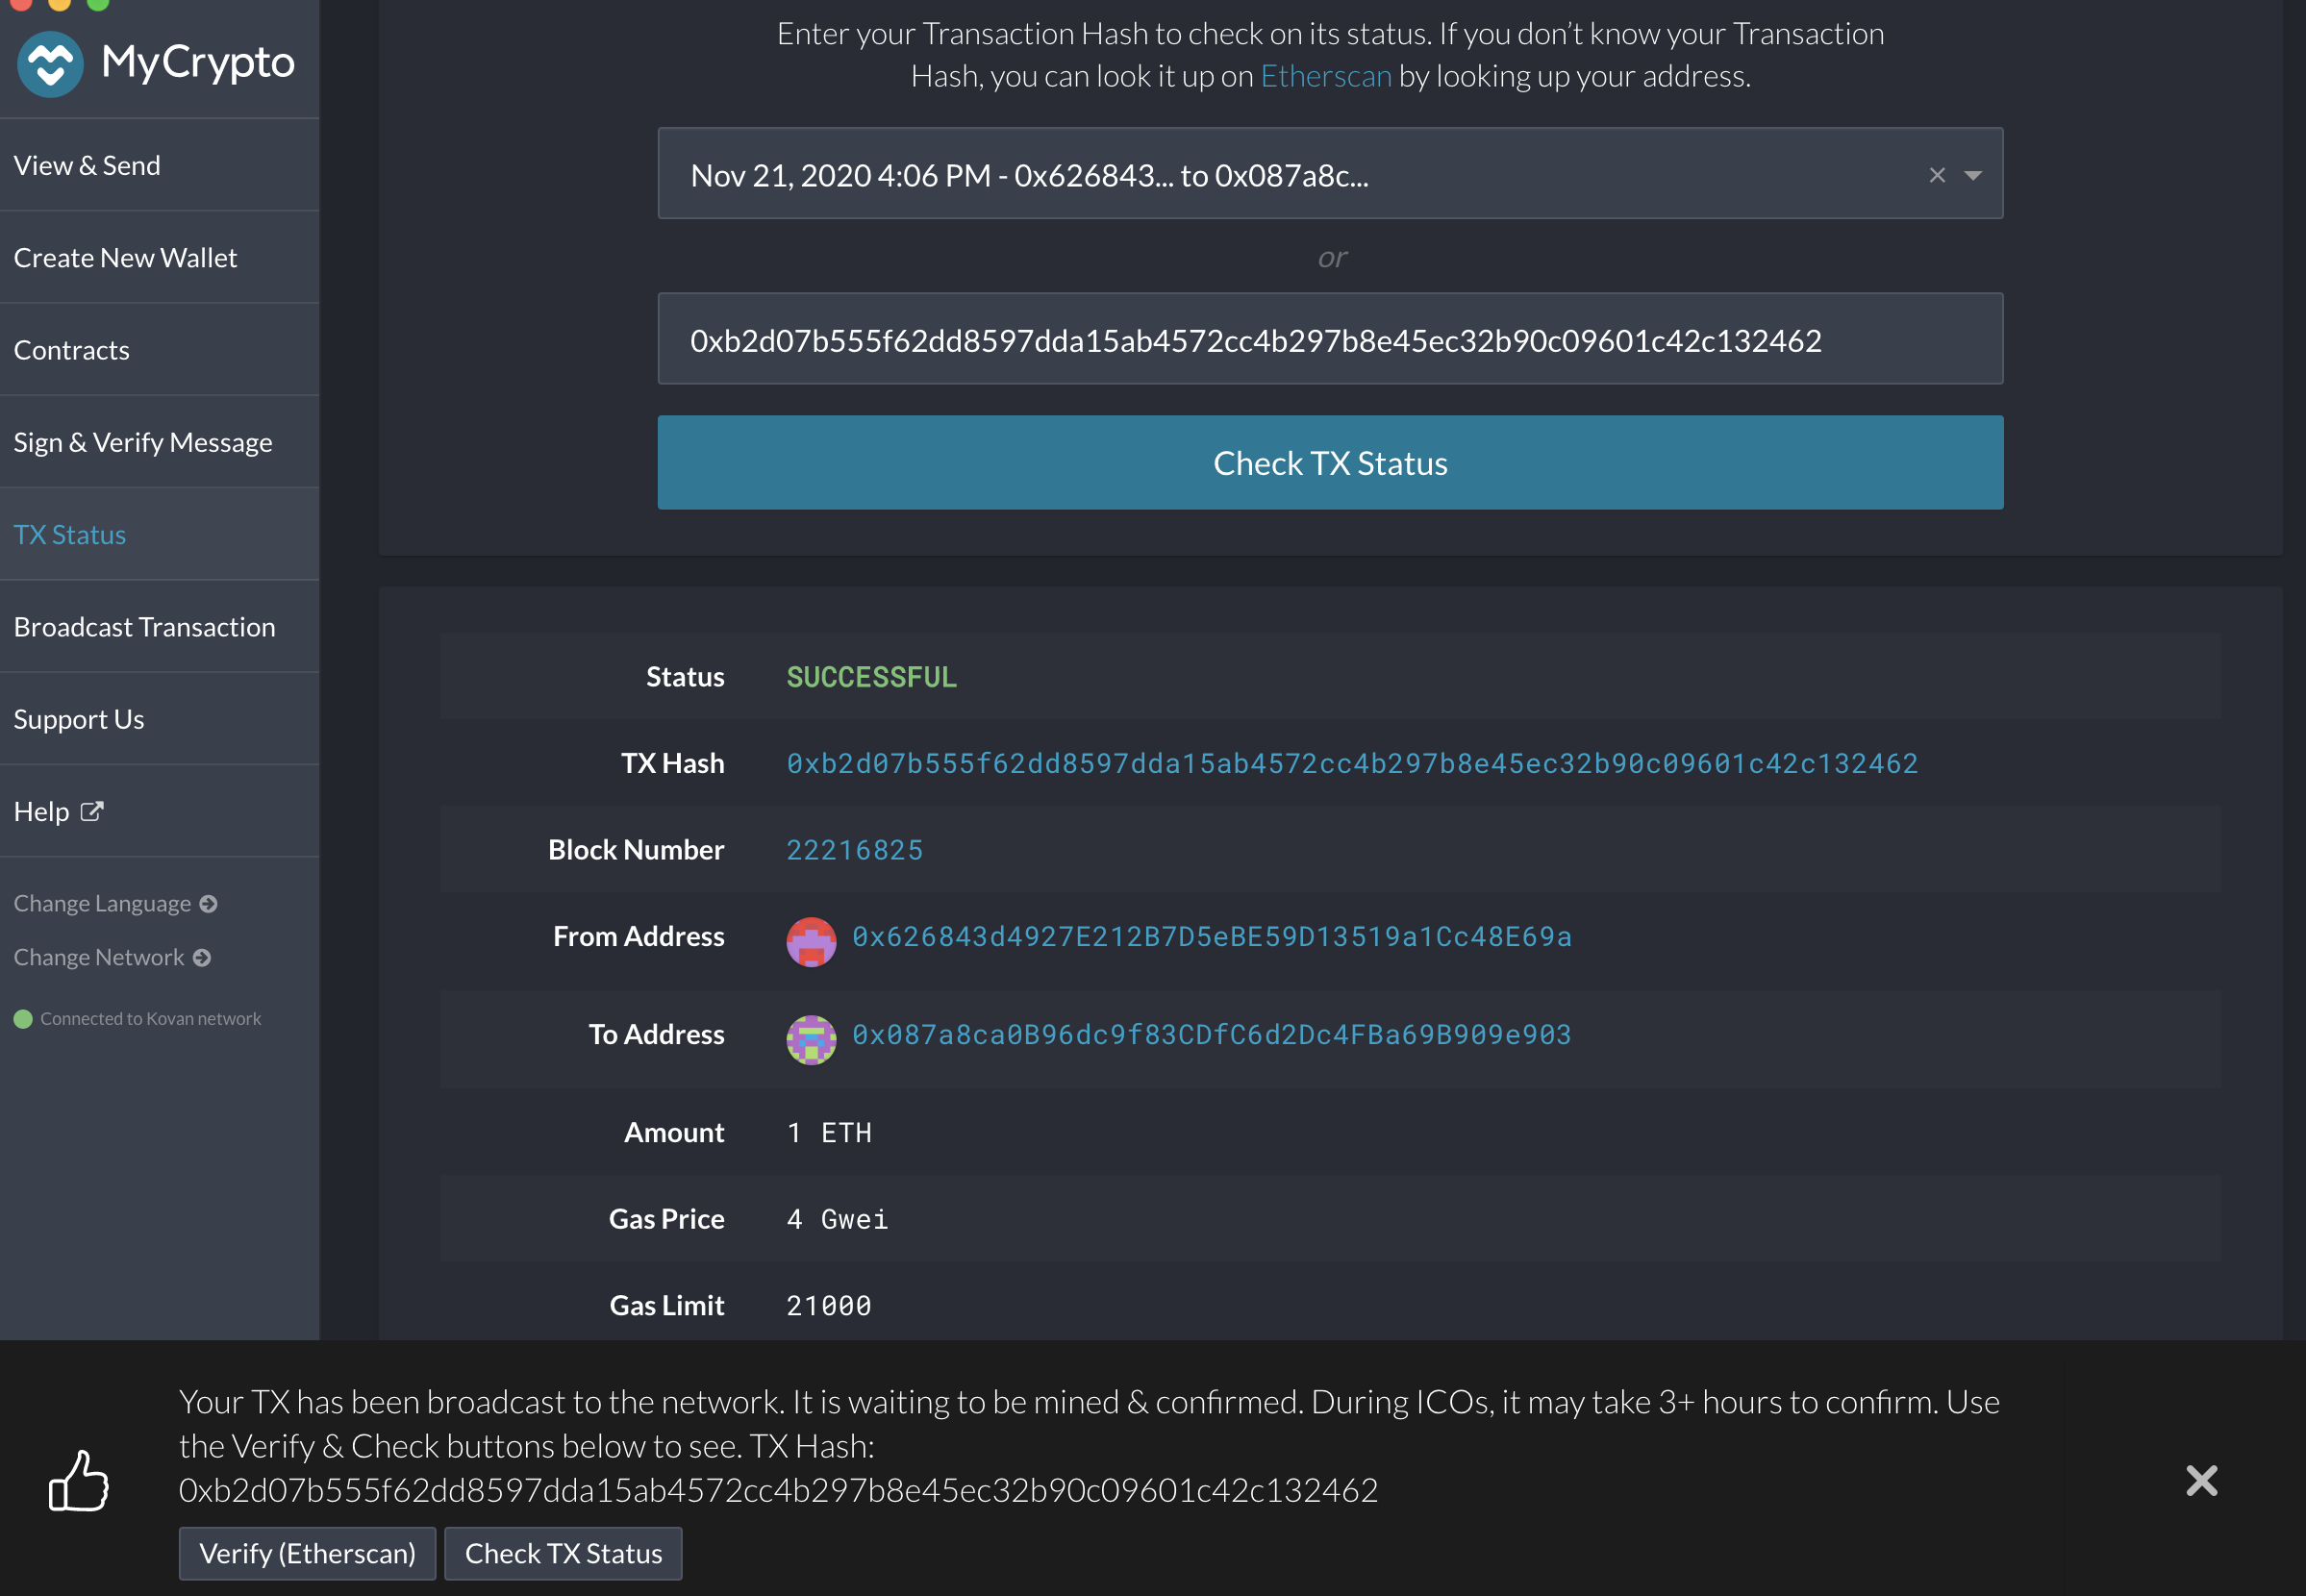 MyCrypto
View & Send
Create New Wallet
Contracts
Sign & Verify Message
TX Status
Broadcast Transaction
Support Us
Help
Change Language
Change Network
Connected to Kovan network
Enter your Transaction Hash to check on its status. If you don’t know your Transaction
Hash, you can look it up on Etherscan by looking up your address.
Nov 21, 2020 4:06 PM - 0x626843... to 0x087a8c...
or
0xb2d07b555f62dd8597dda15ab4572cc4b297b8e45ec32b90c09601c42c132462
Check TX Status
Status SUCCESSFUL
TX Hash 0xb2d07b555f62dd8597dda15ab4572cc4b297b8e45ec32b90c09601c42c132462
Block Number 22216825
From Address 0x626843d4927E212B7D5eBE59D13519a1Cc48E69a
To Address 0x087a8ca0B96dc9f83CDfC6d2Dc4FBa69B909e903
Amount 1 ETH
Gas Price 4 Gwei
Gas Limit 21000
Your TX has been broadcast to the network. It is waiting to be mined & confirmed. During ICOs, it may take 3+ hours to confirm. Use
the Verify & Check buttons below to see. TX Hash:
0xb2d07b555f62dd8597dda15ab4572cc4b297b8e45ec32b90c09601c42c132462
Verify (Etherscan) Check TX Status